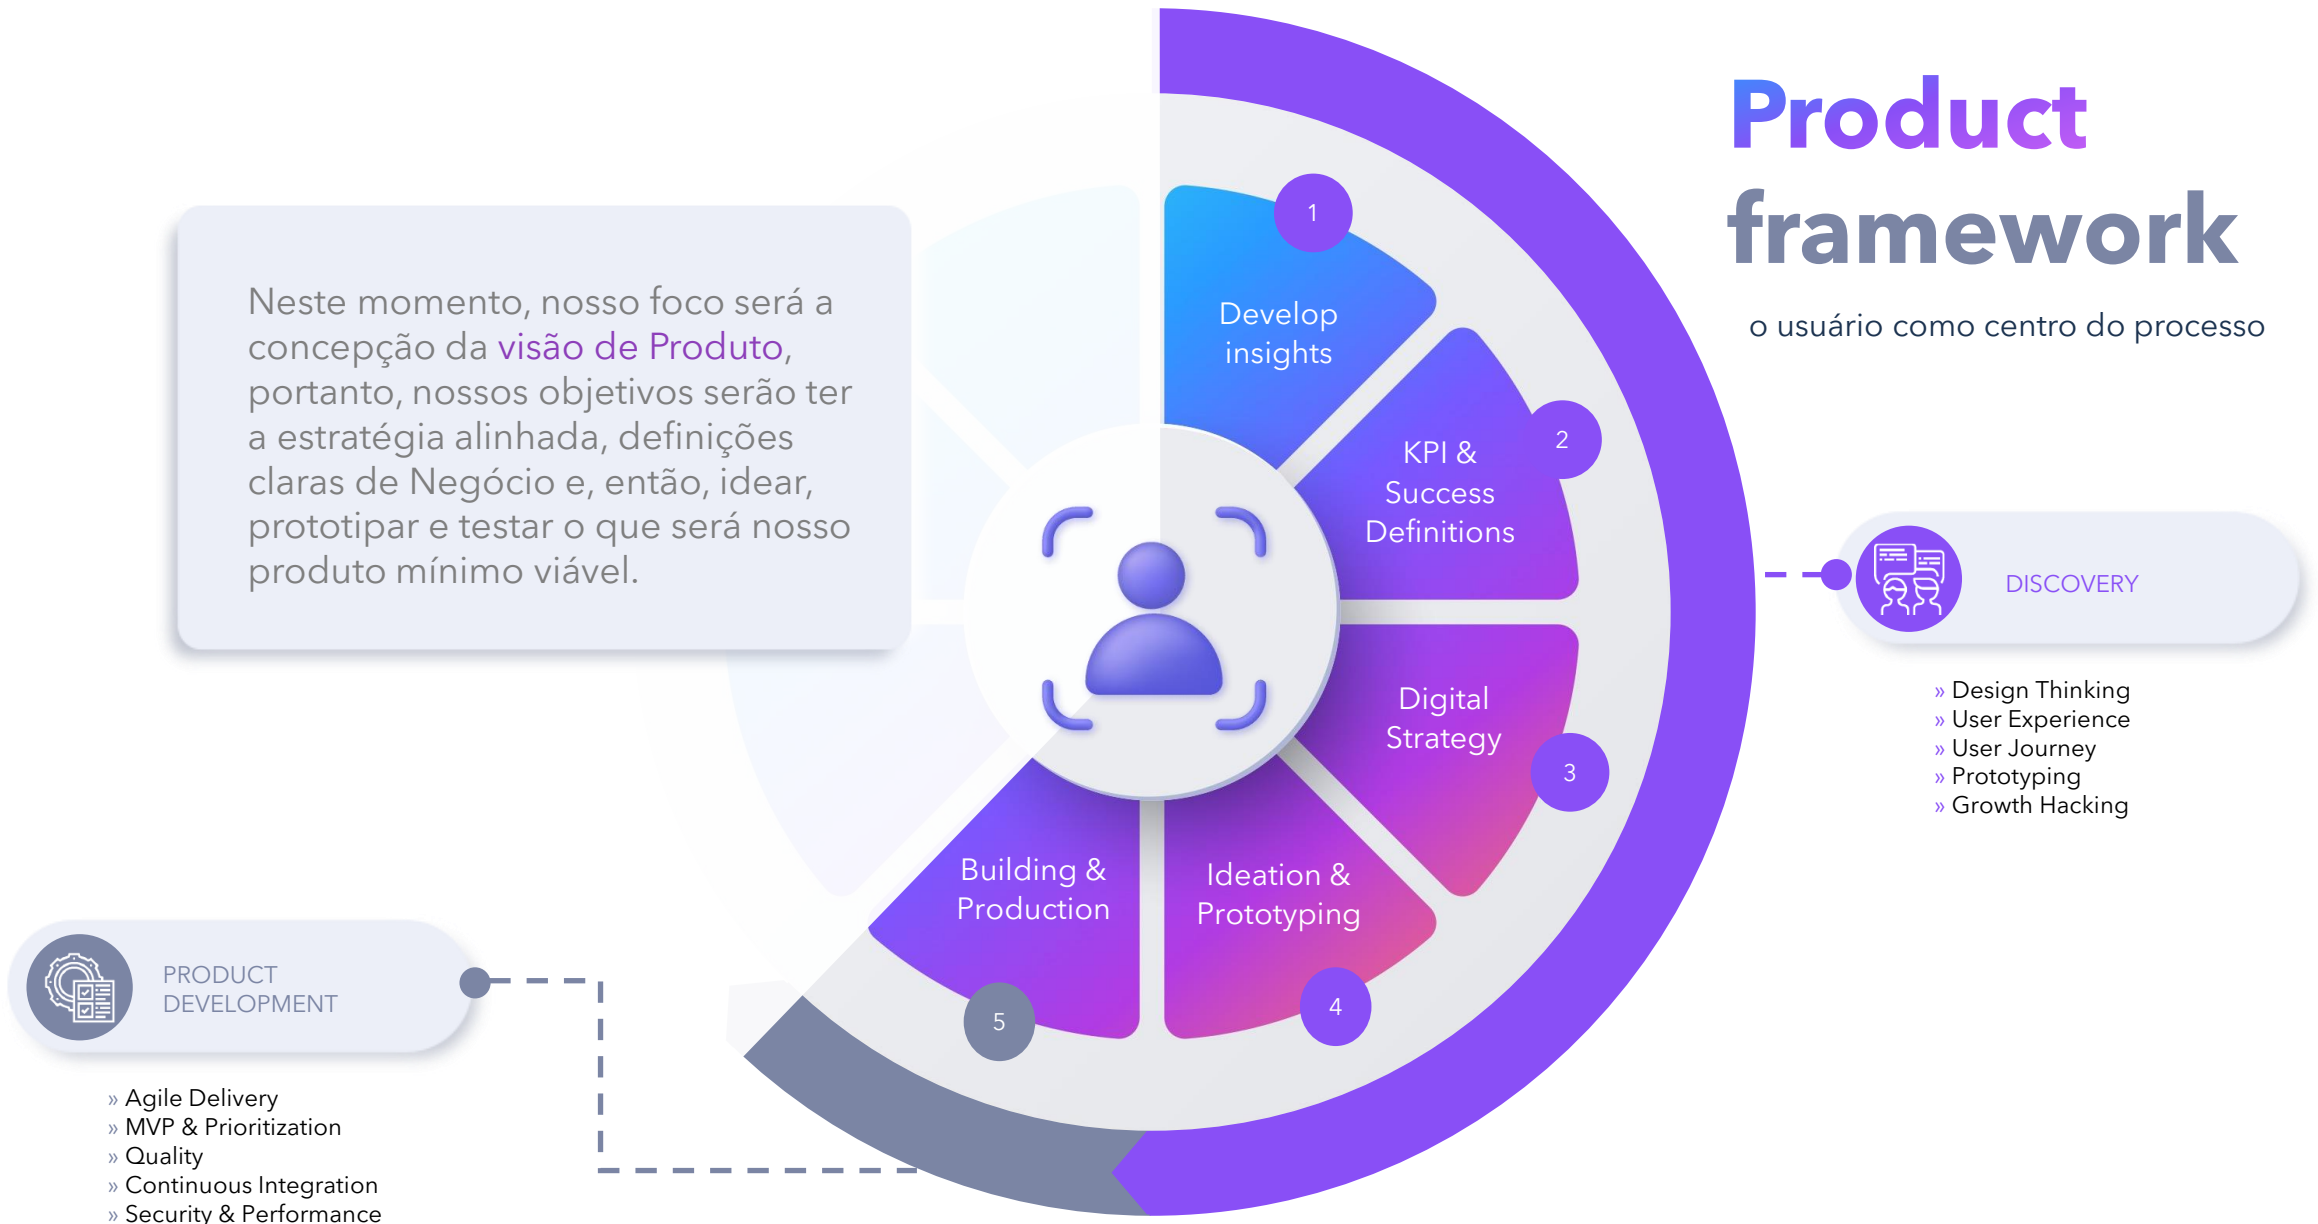 Product
framework
o usuário como centro do processo
Neste momento, nosso foco será a
concepção da visão de Produto,
portanto, nossos objetivos serão ter
a estratégia alinhada, definições
claras de Negócio e, então, idear,
prototipar e testar o que será nosso
produto mínimo viável.
1
Develop
insights
2
KPI &
Success
Definitions
3
Digital
Strategy
4
Ideation &
Prototyping
5
Building &
Production
DISCOVERY
» Design Thinking
» User Experience
» User Journey
» Prototyping
» Growth Hacking
PRODUCT
DEVELOPMENT
» Agile Delivery
» MVP & Prioritization
» Quality
» Continuous Integration
» Security & Performance